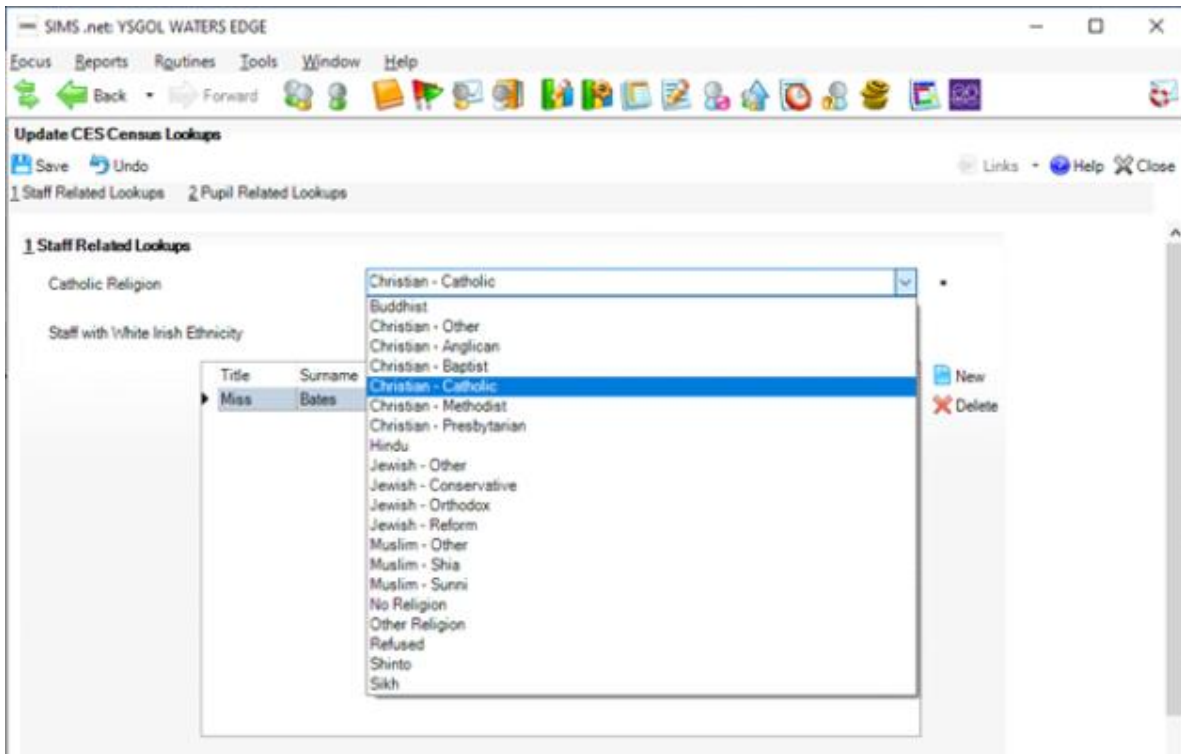 SIMS .net: YSGOL WATERS EDGE
Focus Reports Routines Tools Window Help
Back Forward
Update CES Census Lookups
Save Undo Links Help Close
1 Staff Related Lookups 2 Pupil Related Lookups
1 Staff Related Lookups
Catholic Religion Christian - Catholic
Buddhist
Staff with White Irish Ethnicity Christian - Other
Christian - Anglican
Christian - Baptist
Title Surname New
Christian - Catholic
Miss Bates Christian - Methodist Delete
Christian - Presbytarian
Hindu
Jewish - Other
Jewish - Conservative
Jewish - Orthodox
Jewish - Reform
Muslim - Other
Muslim - Shia
Muslim - Sunni
No Religion
Other Religion
Refused
Shinto
Sikh